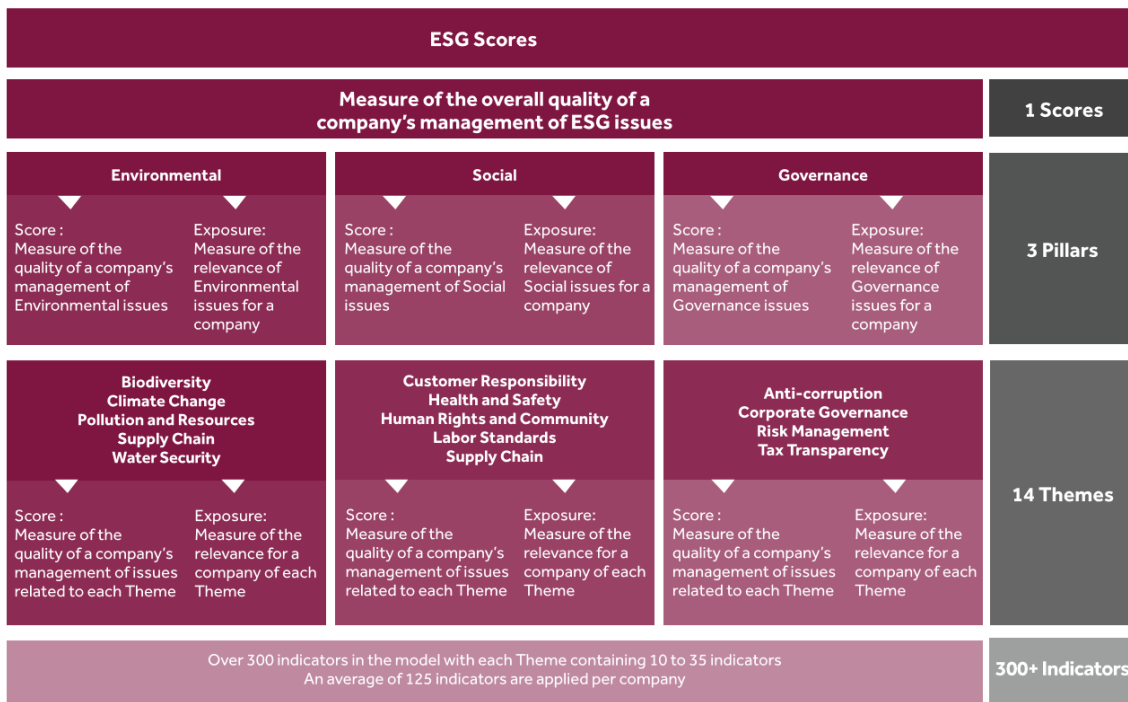 ESG Scores
Measure of the overall quality of a
company's management of ESG issues
1 Scores
Environmental
Score :
Measure of the
quality of a company's
management of
Environmental issues
Exposure:
Measure of the
relevance of
Environmental
issues for a
company
Social
Score :
Measure of the
quality of a company's
management of Social
issues
Exposure:
Measure of the
relevance of
Social issues for a
company
Governance
Score :
Measure of the
quality of a company's
management of
Governance issues
Exposure:
Measure of the
relevance of
Governance
issues for a
company
3 Pillars
Biodiversity
Climate Change
Pollution and Resources
Supply Chain
Water Security
Score :
Measure of the
quality of a company's
management of issues
related to each Theme
Exposure:
Measure of the
relevance for a
company of each
Theme
Customer Responsibility
Health and Safety
Human Rights and Community
Labor Standards
Supply Chain
Score :
Measure of the
quality of a company's
management of issues
related to each Theme
Exposure:
Measure of the
relevance for a
company of each
Theme
Anti-corruption
Corporate Governance
Risk Management
Tax Transparency
Score :
Measure of the
quality of a company's
management of issues
related to each Theme
Exposure:
Measure of the
relevance for a
company of each
Theme
14 Themes
Over 300 indicators in the model with each Theme containing 10 to 35 indicators
An average of 125 indicators are applied per company
300+ Indicators